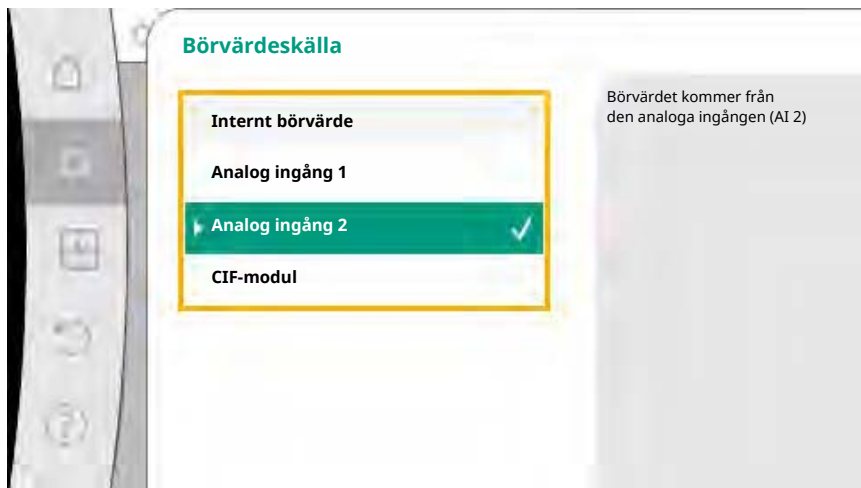 Börvärdeskälla
Internt börvärde
Analog ingång 1
Analog ingång 2
CIF-modul
Börvärdet kommer från
den analoga ingången (AI 2)